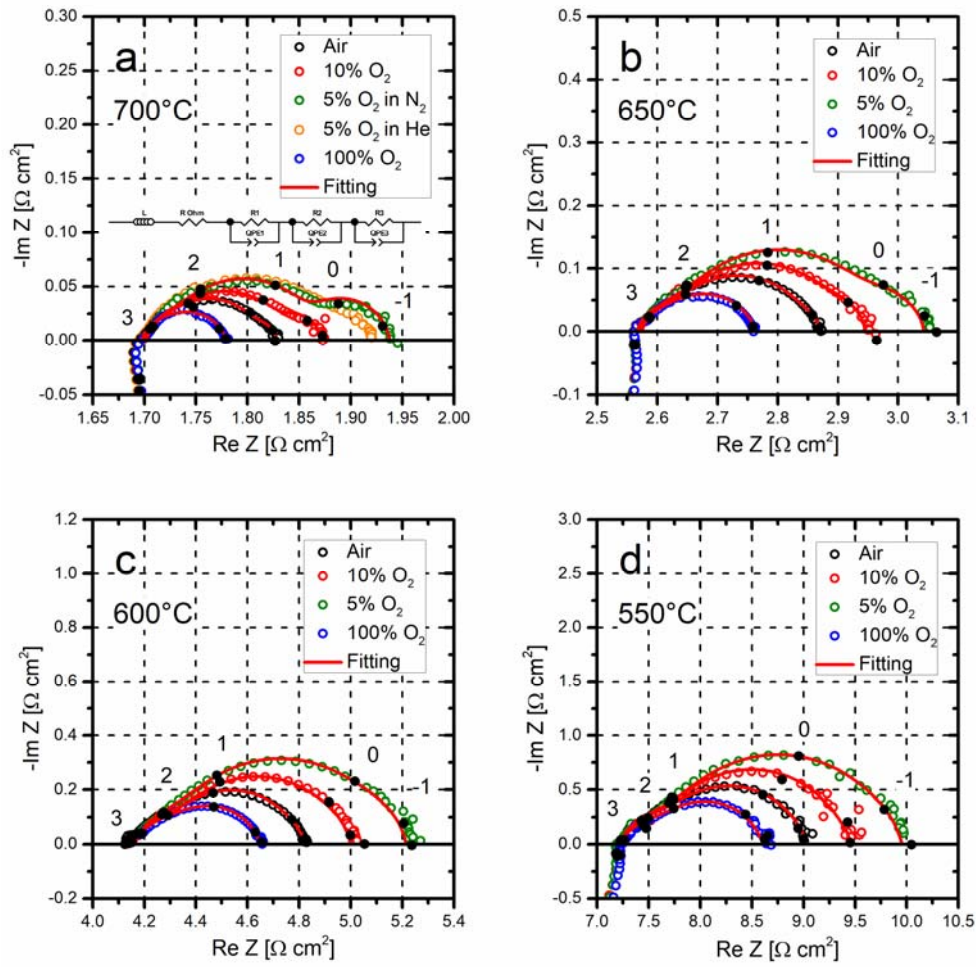 a
700°C
Air
10% O₂
5% O₂ in N₂
5% O₂ in He
100% O₂
Fitting
L
R Ohm
R1
R2
R3
QPE1
QPE2
QPE3
3
2
1
0
-1
0.30
0.25
0.20
0.15
0.10
0.05
0.00
-0.05
-Im Z [Ω cm²]
1.65 1.70 1.75 1.80 1.85 1.90 1.95 2.00
Re Z [Ω cm²]
b
650°C
Air
10% O₂
5% O₂
100% O₂
Fitting
3
2
1
0
-1
-0.5
0.4
0.3
0.2
0.1
0.0
-0.1
-Im Z [Ω cm²]
2.5 2.6 2.7 2.8 2.9 3.0 3.1
Re Z [Ω cm²]
c
600°C
Air
10% O₂
5% O₂
100% O₂
Fitting
3
2
1
0
-1
1.2
1.0
0.8
0.6
0.4
0.2
0.0
-0.2
-Im Z [Ω cm²]
4.0 4.2 4.4 4.6 4.8 5.0 5.2 5.4
Re Z [Ω cm²]
d
550°C
Air
10% O₂
5% O₂
100% O₂
Fitting
3
2
1
0
-1
3.0
2.5
2.0
1.5
1.0
0.5
0.0
-0.5
-Im Z [Ω cm²]
7.0 7.5 8.0 8.5 9.0 9.5 10.0 10.5
Re Z [Ω cm²]